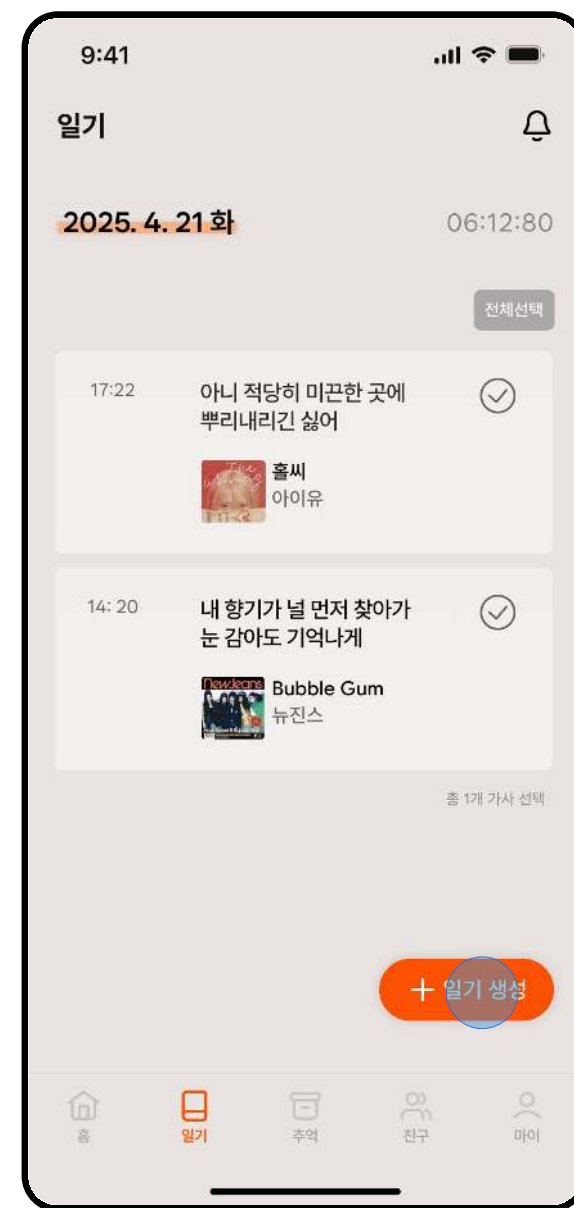 9:41
일기
2025. 4. 21 화
06:12:80
전체선택
17:22
아니 적당히 미끈한 곳에
뿌리내리긴 싫어
홀씨
아이유
14: 20
내 향기가 널 먼저 찾아가
눈 감아도 기억나게
NewJeans
Bubble Gum
뉴진스
총 1개 가사 선택
+ 일기 생성
홈
일기
추억
친구
마이